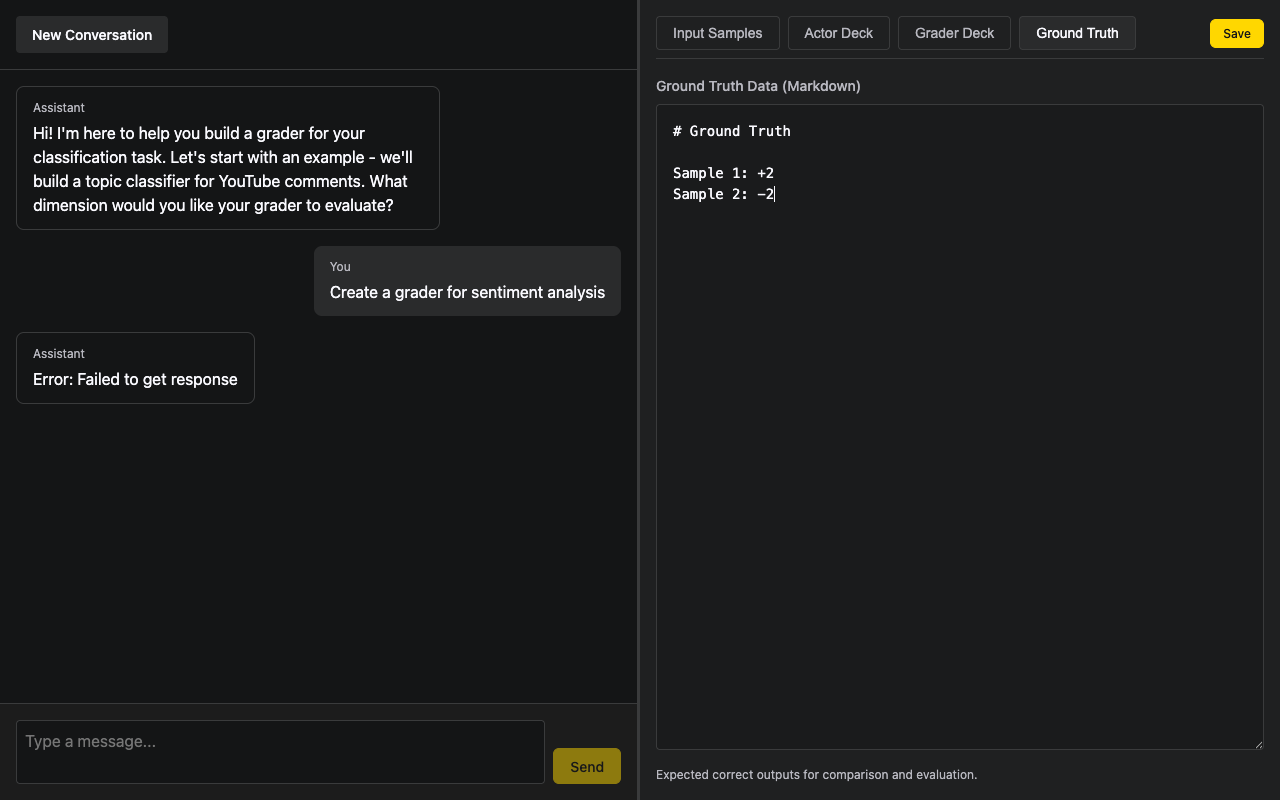 New Conversation
Assistant
Hi! I'm here to help you build a grader for your
classification task. Let's start with an example - we'll
build a topic classifier for YouTube comments. What
dimension would you like your grader to evaluate?
You
Create a grader for sentiment analysis
Assistant
Error: Failed to get response
Type a message...
Send
Input Samples
Actor Deck
Grader Deck
Ground Truth
Save
Ground Truth Data (Markdown)
# Ground Truth
Sample 1: +2
Sample 2: −2
Expected correct outputs for comparison and evaluation.